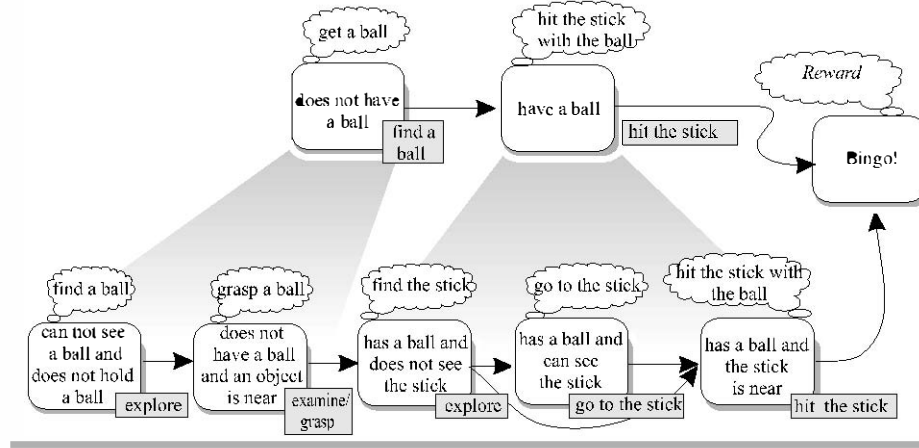 get a ball
hit the stick
with the ball
Reward
does not have
a ball
find a
ball
have a ball
hit the stick
Bingo!
find a ball
grasp a ball
find the stick
go to the stick
hit the stick with
the ball
can not see
a ball and
does not hold
a ball
explore
does not
have a ball
and an object
is near
examine/
grasp
has a ball and
does not see
the stick
explore
has a ball and
can see
the stick
go to the stick
has a ball and
the stick
is near
hit the stick